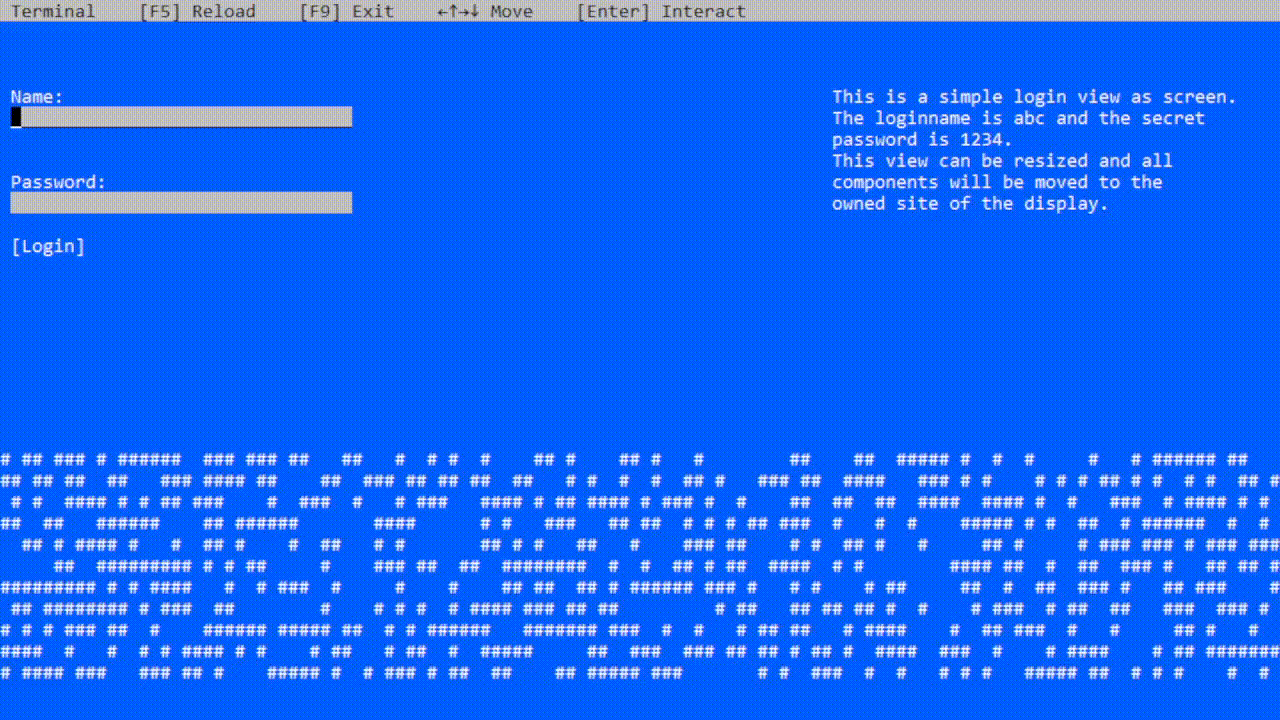 Terminal    [F5] Reload    [F9] Exit    ←↑→↓ Move    [Enter] Interact
Name:
Password:
[Login]
This is a simple login view as screen.
The loginname is abc and the secret
password is 1234.
This view can be resized and all
components will be moved to the
owned site of the display.